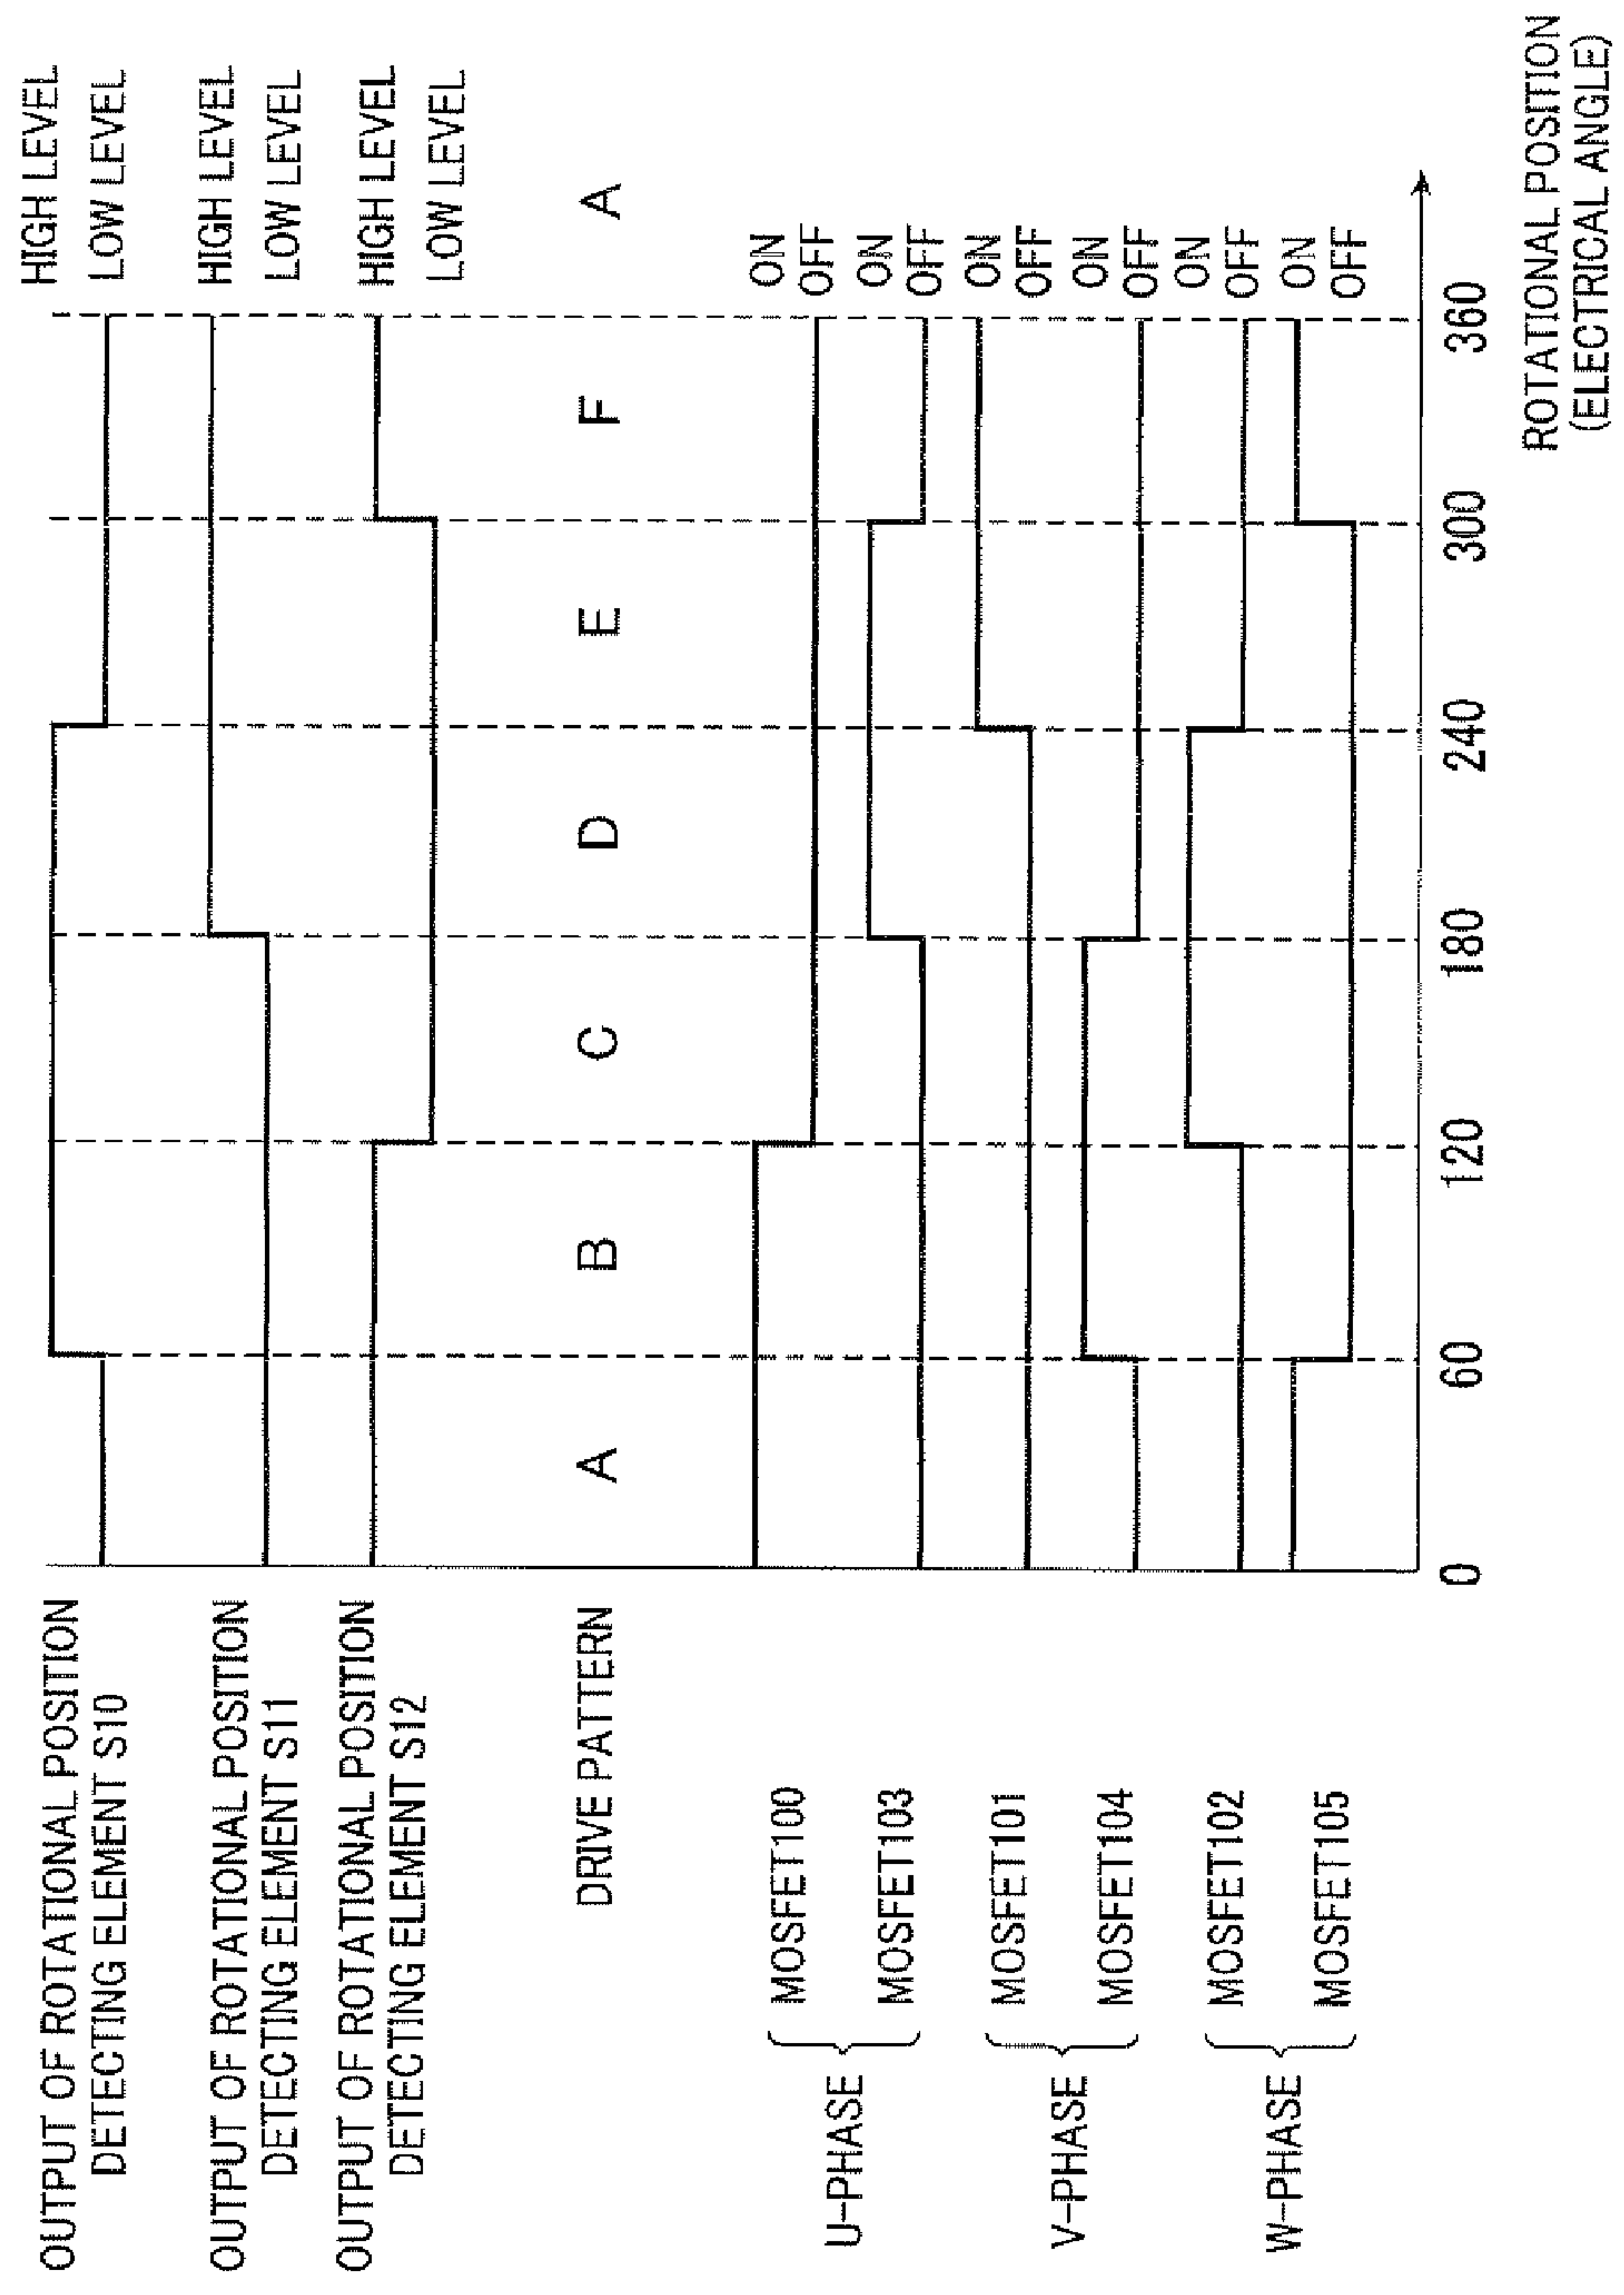 OUTPUT OF ROTATIONAL POSITION
DETECTING ELEMENT S10
HIGH LEVEL
LOW LEVEL
OUTPUT OF ROTATIONAL POSITION
DETECTING ELEMENT S11
HIGH LEVEL
LOW LEVEL
OUTPUT OF ROTATIONAL POSITION
DETECTING ELEMENT S12
HIGH LEVEL
LOW LEVEL
DRIVE PATTERN
A B C D E F A
U-PHASE
MOSFET100
ON
OFF
MOSFET103
ON
OFF
V-PHASE
MOSFET101
ON
OFF
MOSFET104
ON
OFF
W-PHASE
MOSFET102
ON
OFF
MOSFET105
ON
OFF
0 60 120 180 240 300 360
ROTATIONAL POSITION
(ELECTRICAL ANGLE)